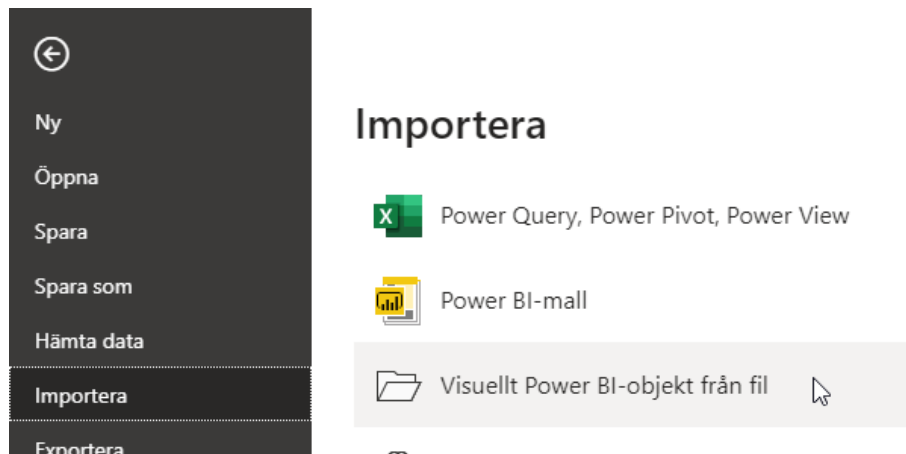 Ny
Öppna
Spara
Spara som
Hämta data
Importera
Exportera
Importera
Power Query, Power Pivot, Power View
Power BI-mall
Visuellt Power BI-objekt från fil